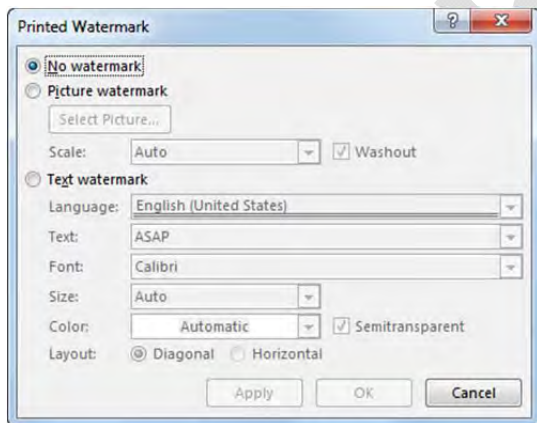 Printed Watermark
No watermark
Picture watermark
Select Picture...
Scale: Auto Washout
Text watermark
Language: English (United States)
Text: ASAP
Font: Calibri
Size: Auto
Color: Automatic Semitransparent
Layout: Diagonal Horizontal
Apply OK Cancel